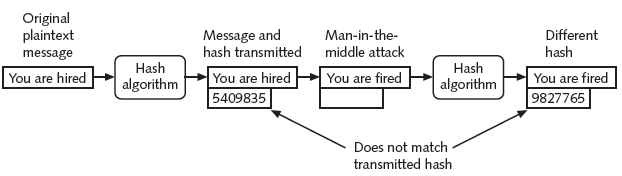 Original
plaintext
message
You are hired
Hash
algorithm
Message and
hash transmitted
You are hired
5409835
Man-in-the-
middle attack
You are fired
Hash
algorithm
Different
hash
You are fired
9827765
Does not match
transmitted hash